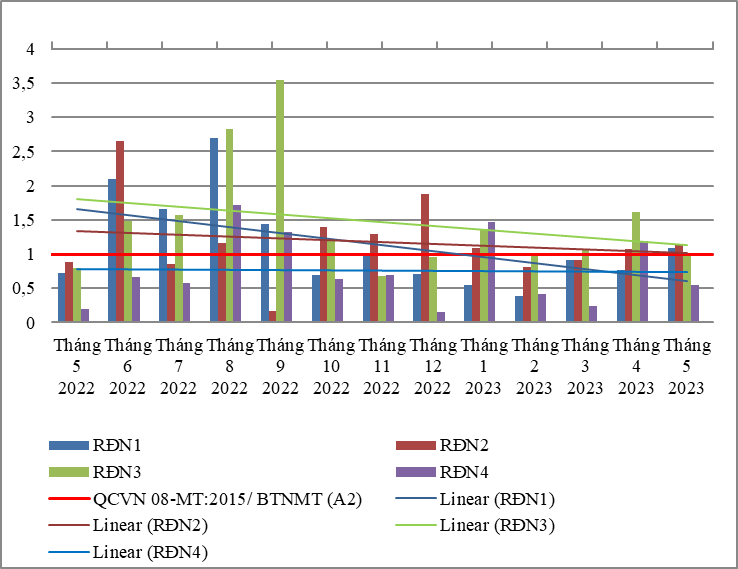 4
3,5
3
2,5
2
1,5
1
0,5
0
Tháng Tháng Tháng Tháng Tháng Tháng Tháng Tháng Tháng Tháng Tháng Tháng Tháng
5 6 7 8 9 10 11 12 1 2 3 4 5
2022 2022 2022 2022 2022 2022 2022 2022 2023 2023 2023 2023 2023
RĐN1 RĐN2
RĐN3 RĐN4
QCVN 08-MT:2015/ BTNMT (A2) Linear (RĐN1)
Linear (RĐN2) Linear (RĐN3)
Linear (RĐN4)